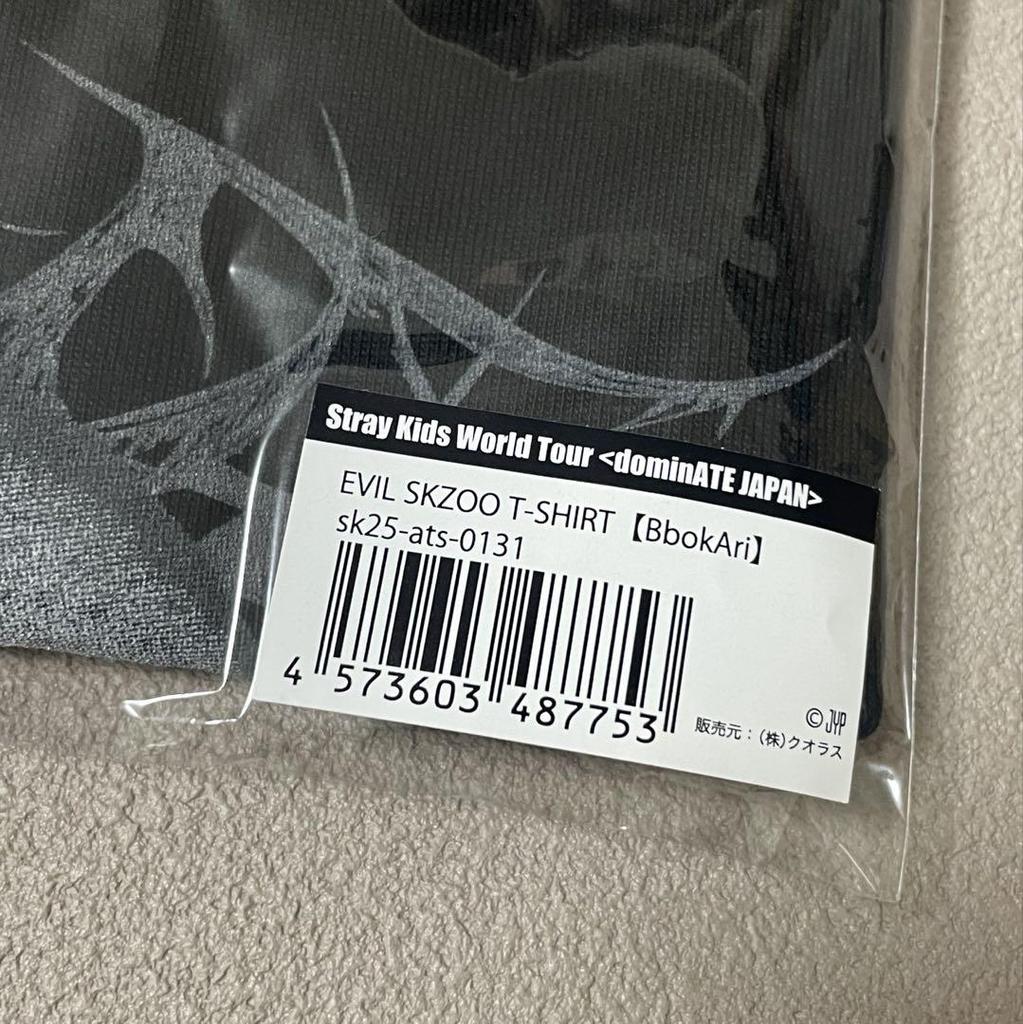 Stray Kids World Tour <dominATE JAPAN>
EVIL SKZOO T-SHIRT【BbokAri】
sk25-ats-0131
4 573603 487753
© JYP
販売元：(株)クオラス